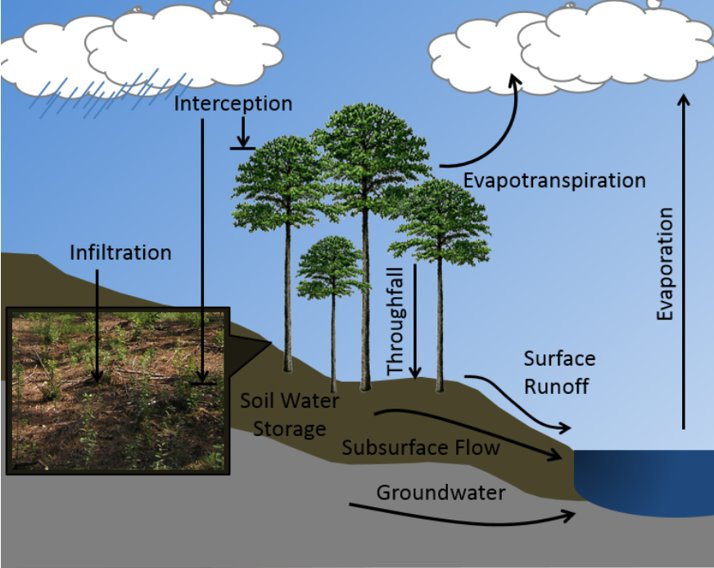 Interception
Evapotranspiration
Infiltration
Evaporation
Throughfall
Surface
Runoff
Soil Water
Storage
Subsurface Flow
Groundwater